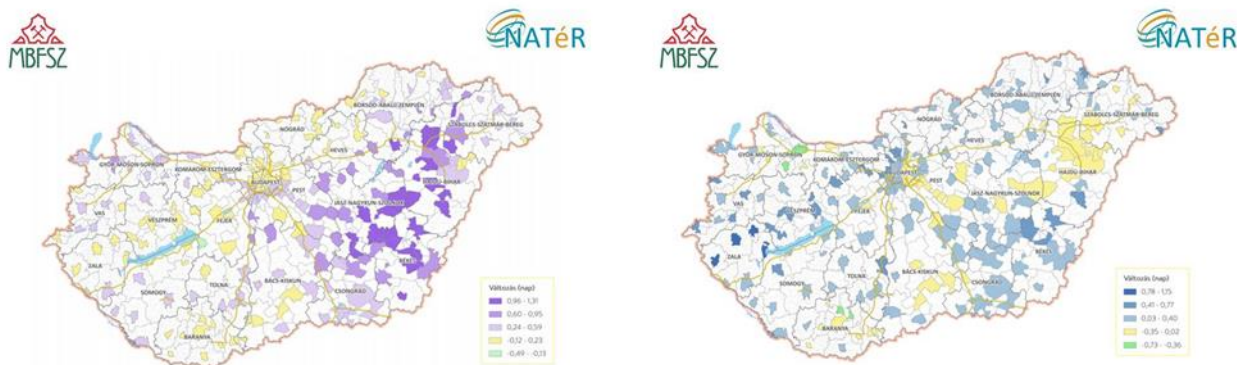 MBFSZ
NATéR
BORSOD-ABAÚJ-ZEMPLÉN
SZABOLCS-SZATMÁR-BEREG
NÓGRÁD
HEVES
GYŐR-MOSON-SOPRON
KOMÁROM-ESZTERGOM
BUDAPEST
PEST
HAJDÚ-BIHAR
JÁSZ-NAGYKUN-SZOLNOK
VAS
VESZPRÉM
FEJÉR
ZALA
BÉKÉS
SOMOGY
TOLNA
BÁCS-KISKUN
CSONGRÁD
BARANYA
Változás (nap)
0,96 - 1,31
0,60 - 0,95
0,24 - 0,59
-0,12 - 0,23
-0,49 - -0,13
MBFSZ
NATéR
BORSOD-ABAÚJ-ZEMPLÉN
SZABOLCS-SZATMÁR-BEREG
NÓGRÁD
HEVES
GYŐR-MOSON-SOPRON
KOMÁROM-ESZTERGOM
BUDAPEST
PEST
HAJDÚ-BIHAR
JÁSZ-NAGYKUN-SZOLNOK
VAS
VESZPRÉM
FEJÉR
ZALA
BÉKÉS
SOMOGY
TOLNA
BÁCS-KISKUN
CSONGRÁD
BARANYA
Változás (nap)
0,78 - 1,15
0,41 - 0,77
0,03 - 0,40
-0,35 - 0,02
-0,73 - -0,36